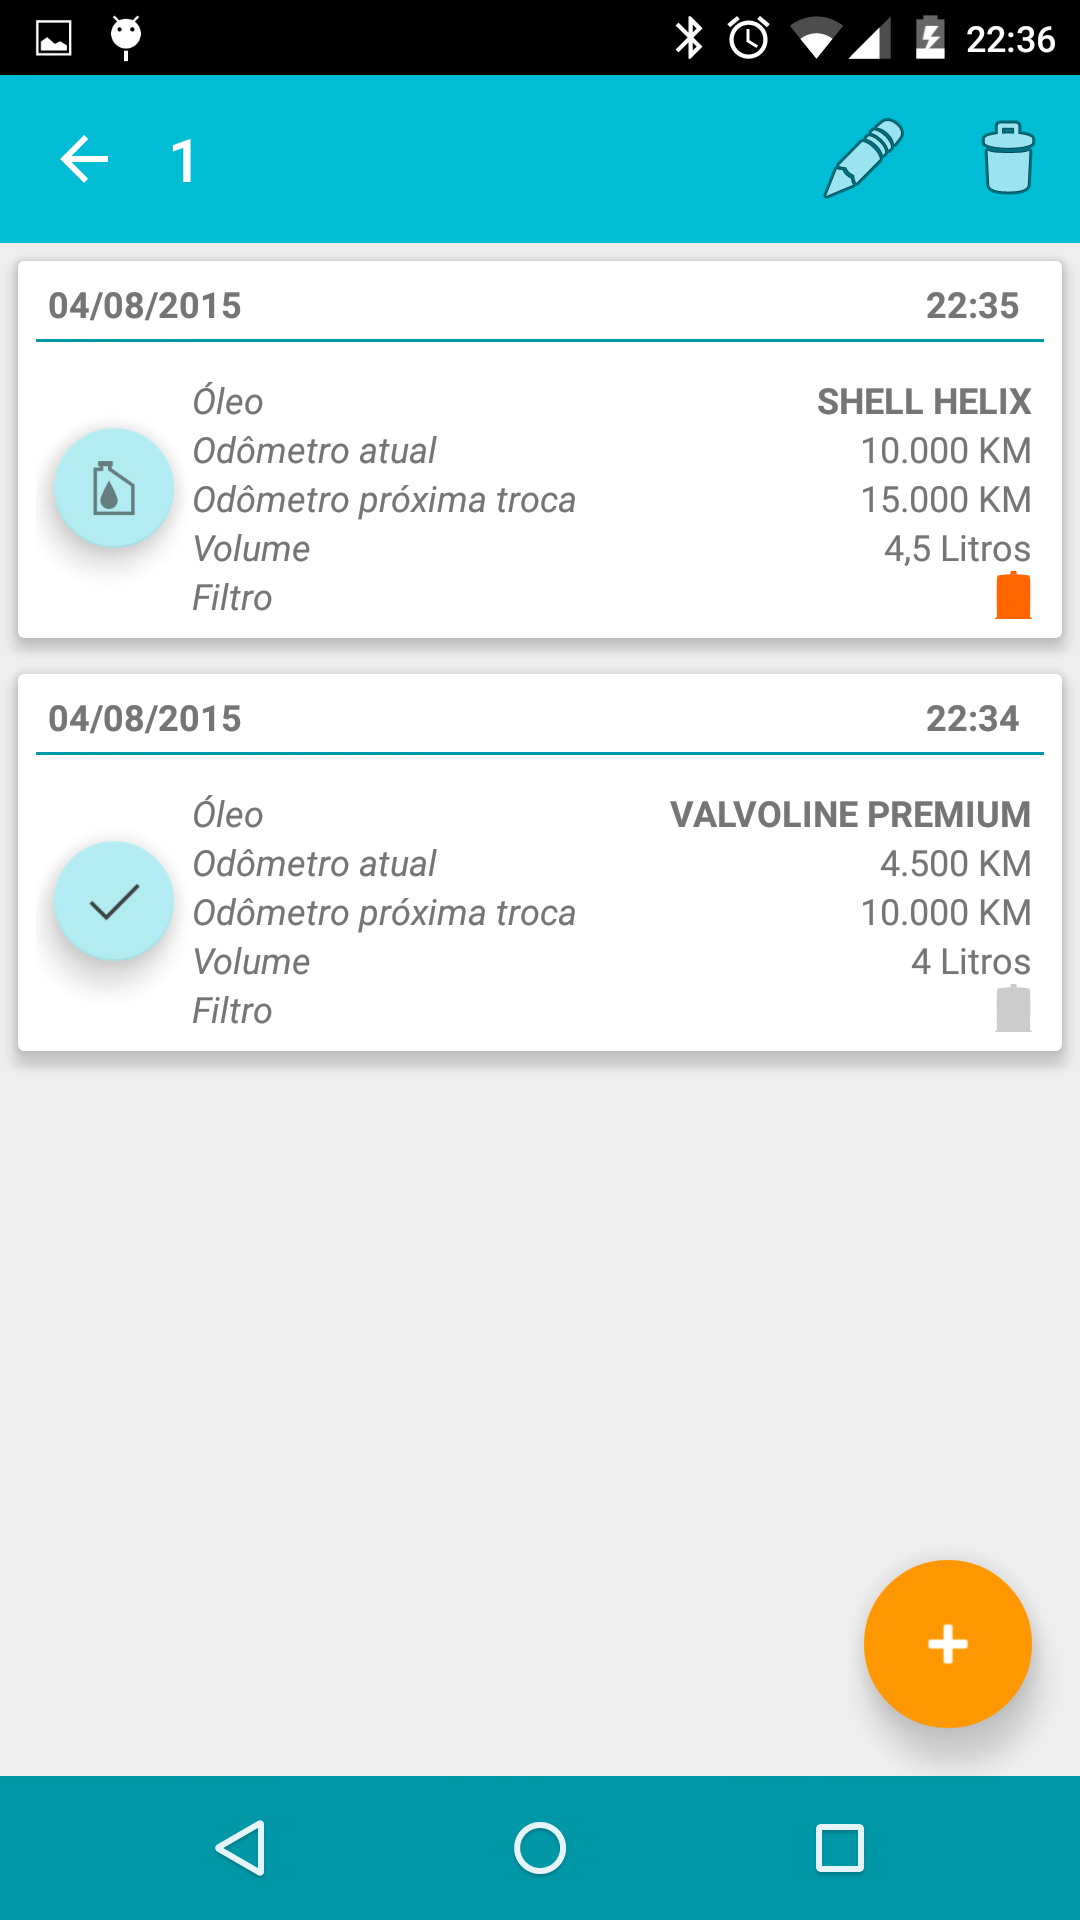 22:36
1
04/08/2015 22:35
Óleo SHELL HELIX
Odômetro atual 10.000 KM
Odômetro próxima troca 15.000 KM
Volume 4,5 Litros
Filtro
04/08/2015 22:34
Óleo VALVOLINE PREMIUM
Odômetro atual 4.500 KM
Odômetro próxima troca 10.000 KM
Volume 4 Litros
Filtro